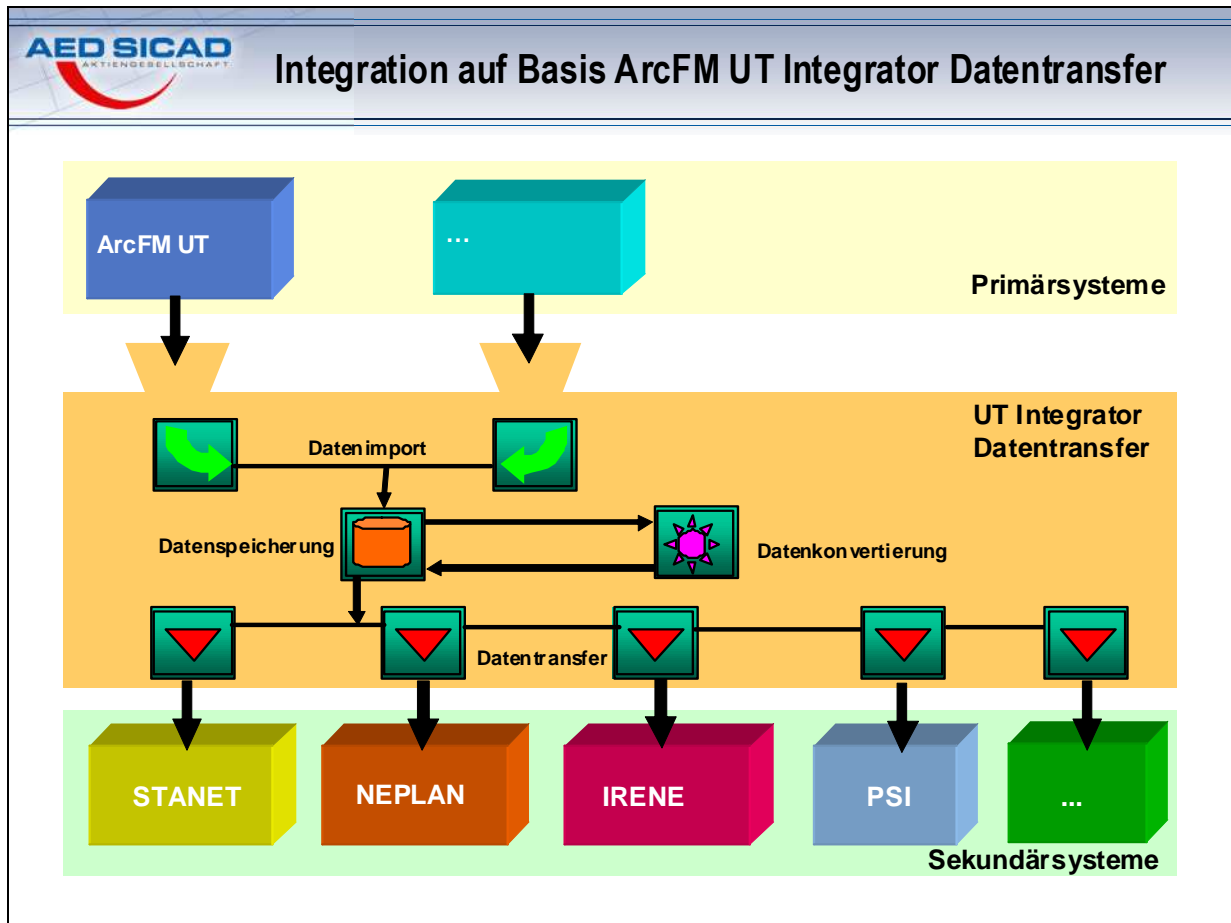 AED SICAD
AKTIENGESELLSCHAFT
Integration auf Basis ArcFM UT Integrator Datentransfer
ArcFM UT
...
Primärsysteme
UT Integrator
Datentransfer
Datenimport
Datenspeicherung
Datenkonvertierung
Datentransfer
STANET
NEPLAN
IRENE
PSI
...
Sekundärsysteme